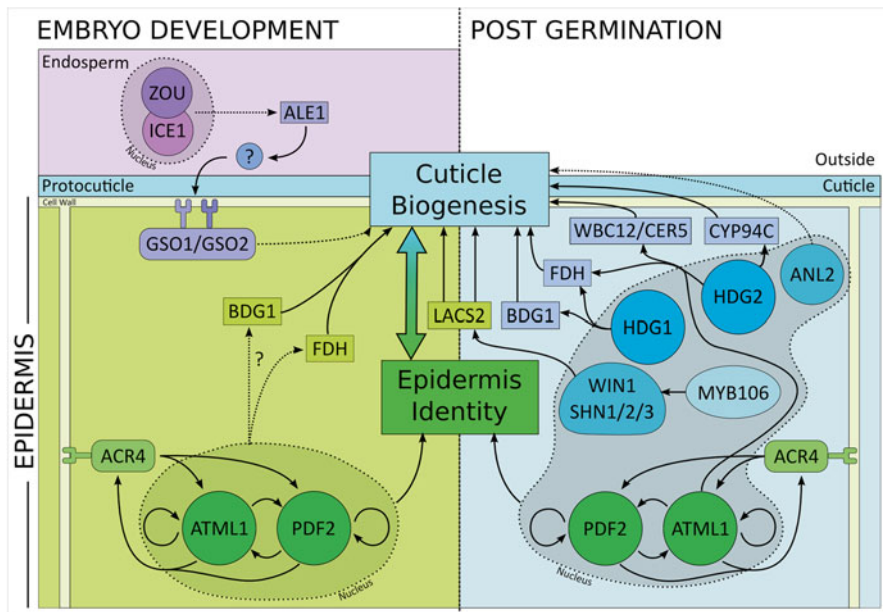 EMBRYO DEVELOPMENT
POST GERMINATION
Endosperm
ZOU
ICE1
Nucleus
ALE1
?
Outside
Protocuticle
Cuticle
Cell Wall
Cuticle
Biogenesis
GSO1/GSO2
WBC12/CER5
CYP94C
ANL2
FDH
HDG2
BDG1
LACS2
BDG1
HDG1
?
FDH
Epidermis
Identity
WIN1
SHN1/2/3
MYB106
EPIDERMIS
ACR4
ACR4
ATML1
PDF2
PDF2
ATML1
Nucleus
Nucleus